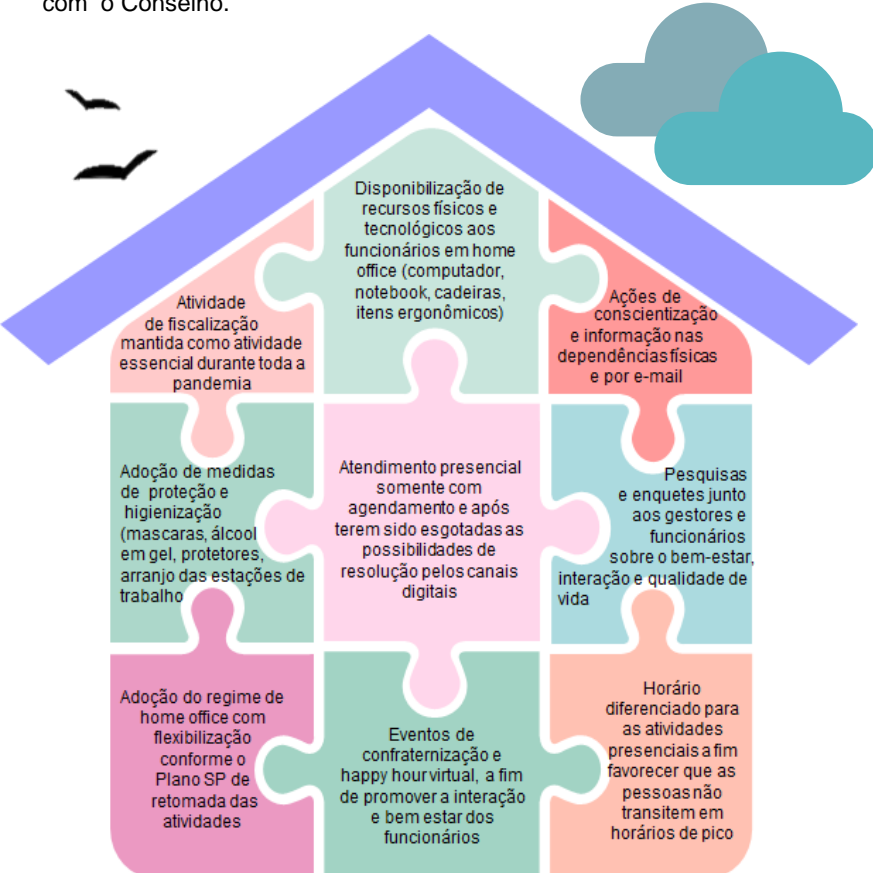 com o Conselho.
Disponibilização de
recursos físicos e
tecnológicos aos
funcionários em home
office (computador,
notebook, cadeiras,
itens ergonômicos)
Atividade
de fiscalização
mantida como atividade
essencial durante toda a
pandemia
Ações de
conscientização
e informação nas
dependências físicas
e por e-mail
Adoção de medidas
de proteção e
higienização
(mascaras, álcool
em gel, protetores,
arranjo das estações de
trabalho
Atendimento presencial
somente com
agendamento e após
terem sido esgotadas as
possibilidades de
resolução pelos canais
digitais
Pesquisas
e enquetes junto
aos gestores e
funcionários
sobre o bem-estar,
interação e qualidade de
vida
Adoção do regime de
home office com
flexibilização
conforme o
Plano SP de
retomada das
atividades
Eventos de
confraternização e
happy hour virtual, a fim
de promover a interação
e bem estar dos
funcionários
Horário
diferenciado para
as atividades
presenciais a fim
favorecer que as
pessoas não
transitem em
horários de pico